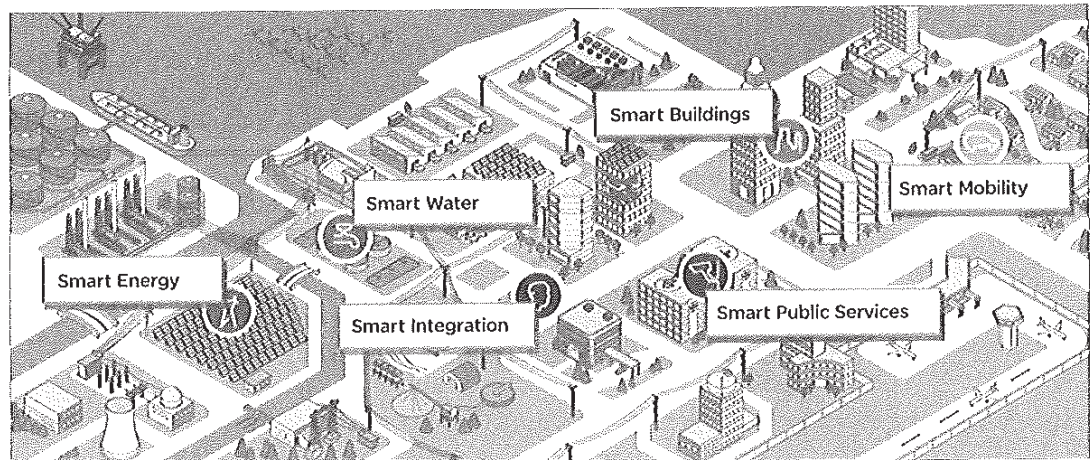 Smart Buildings
Smart Mobility
Smart Water
Smart Energy
Smart Integration
Smart Public Services